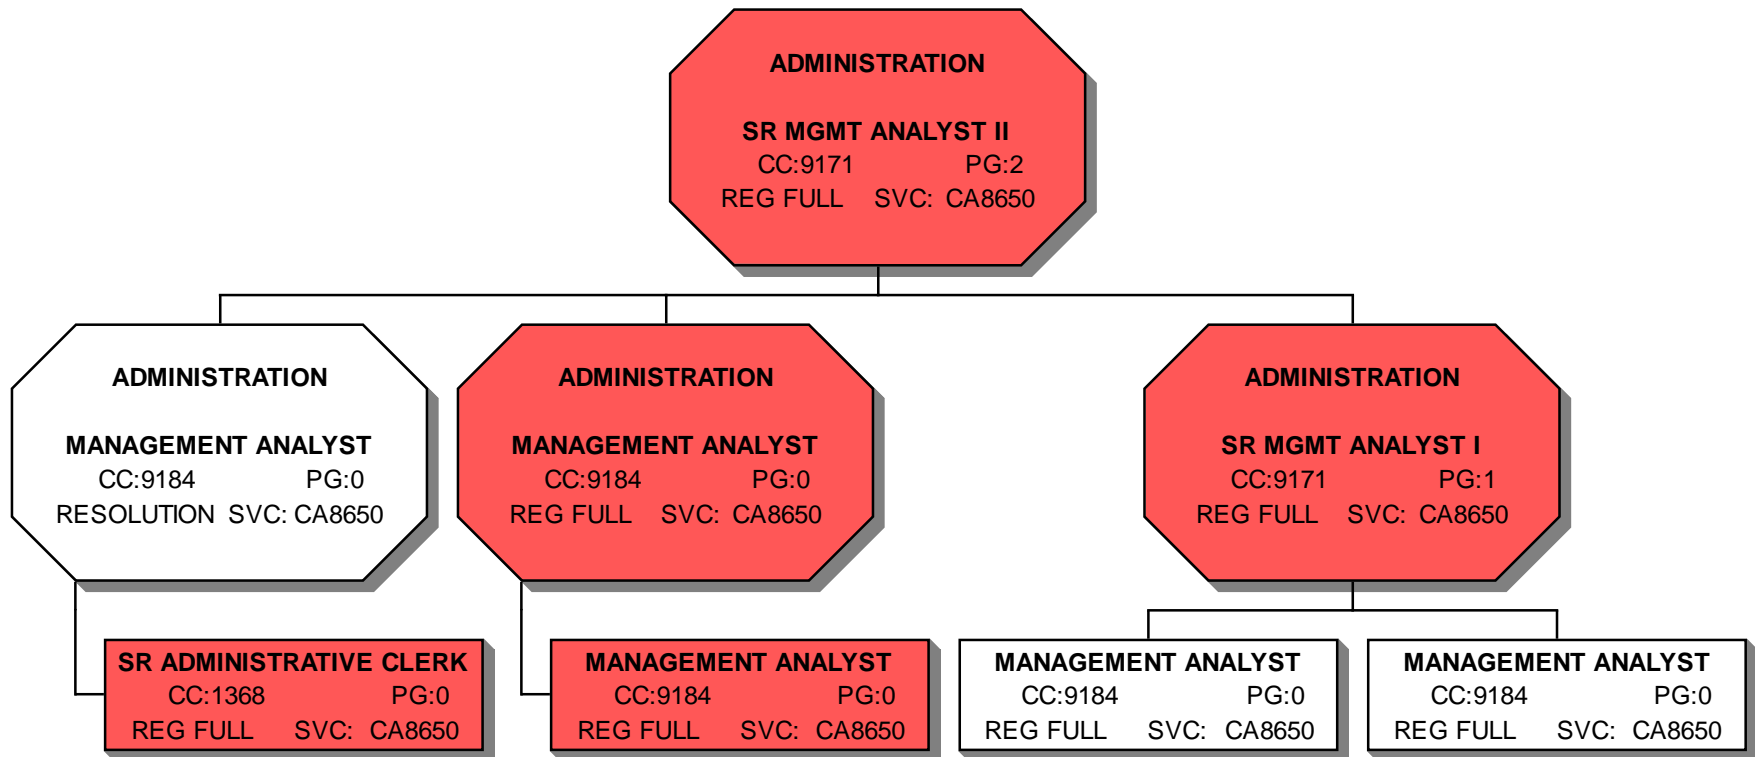 ADMINISTRATION
SR MGMT ANALYST II
CC:9171 PG:2
REG FULL SVC: CA8650
ADMINISTRATION
MANAGEMENT ANALYST
CC:9184 PG:0
RESOLUTION SVC: CA8650
ADMINISTRATION
MANAGEMENT ANALYST
CC:9184 PG:0
REG FULL SVC: CA8650
ADMINISTRATION
SR MGMT ANALYST I
CC:9171 PG:1
REG FULL SVC: CA8650
SR ADMINISTRATIVE CLERK
CC:1368 PG:0
REG FULL SVC: CA8650
MANAGEMENT ANALYST
CC:9184 PG:0
REG FULL SVC: CA8650
MANAGEMENT ANALYST
CC:9184 PG:0
REG FULL SVC: CA8650
MANAGEMENT ANALYST
CC:9184 PG:0
REG FULL SVC: CA8650